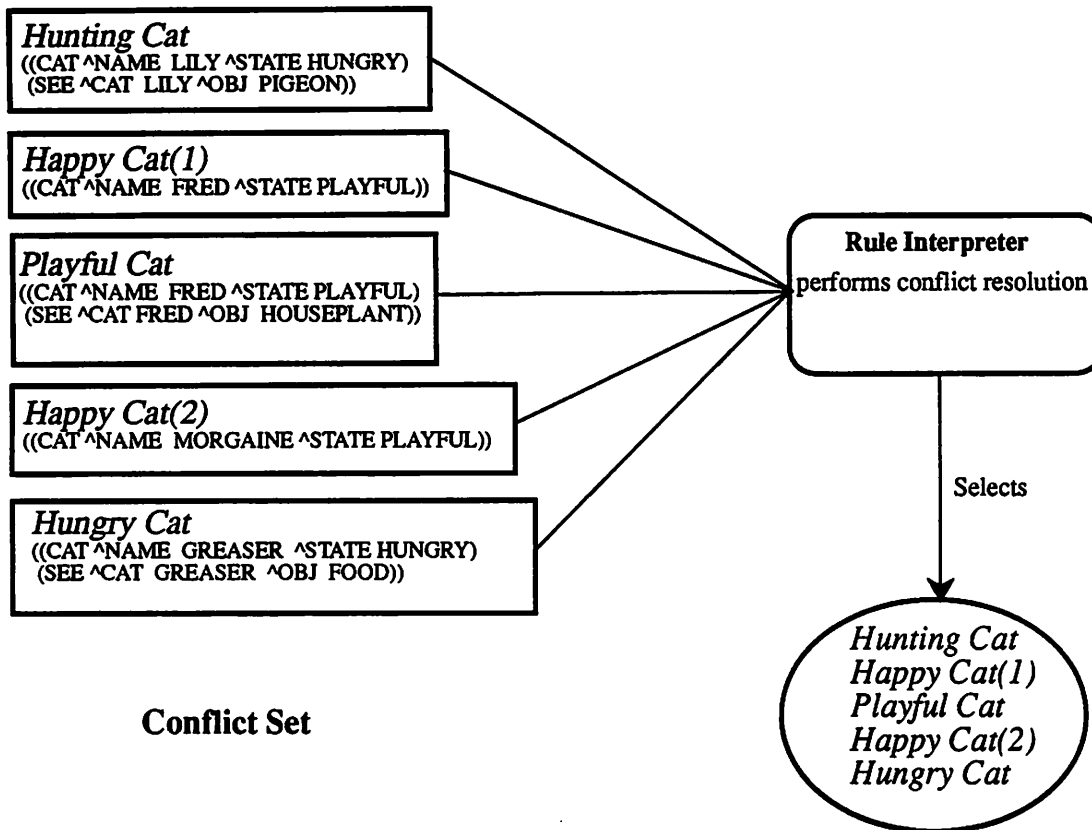 Hunting Cat
((CAT ^NAME LILY ^STATE HUNGRY)
(SEE ^CAT LILY ^OBJ PIGEON))
Happy Cat(1)
((CAT ^NAME FRED ^STATE PLAYFUL))
Playful Cat
((CAT ^NAME FRED ^STATE PLAYFUL)
(SEE ^CAT FRED ^OBJ HOUSEPLANT))
Happy Cat(2)
((CAT ^NAME MORGAINE ^STATE PLAYFUL))
Hungry Cat
((CAT ^NAME GREASER ^STATE HUNGRY)
(SEE ^CAT GREASER ^OBJ FOOD))
Conflict Set
Rule Interpreter
performs conflict resolution
Selects
Hunting Cat
Happy Cat(1)
Playful Cat
Happy Cat(2)
Hungry Cat